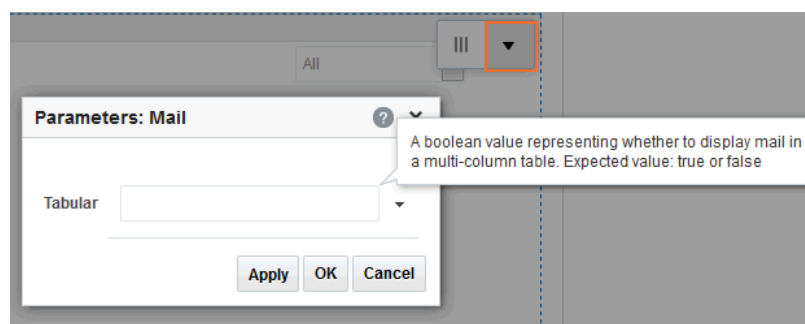 All
Parameters: Mail
?
A boolean value representing whether to display mail in
a multi-column table. Expected value: true or false
Tabular
Apply OK Cancel